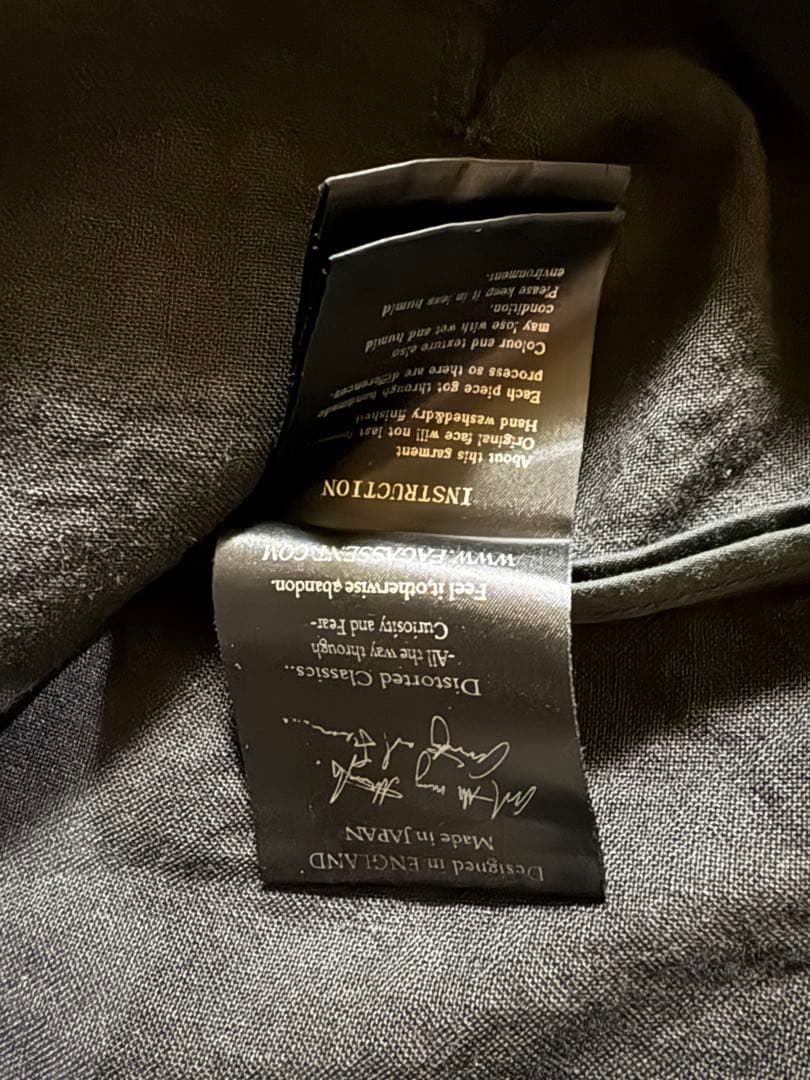 Designed in ENGLAND
Made in JAPAN
Distorted Classics..
-All the way through
Curiosity and Fear-
Feel it,otherwise abandon.
WWW.FAGASSENT.COM
INSTRUCTION
About this garment
Original face will not last
Hand washed&dry finished.
Each piece got through handmade
process so there are differences.
Colour end texture also
may lose with wet and humid
condition.
Please keep it in less humid
environment.